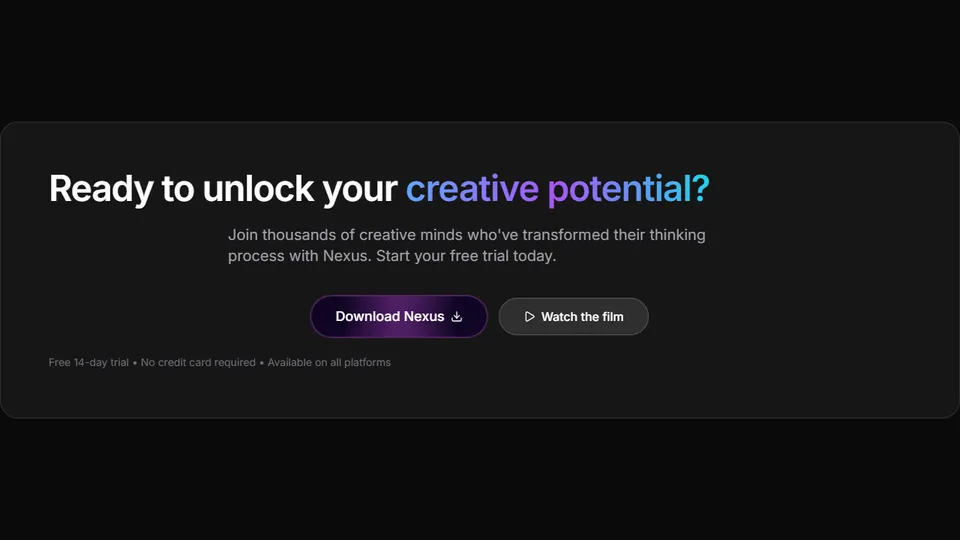 Ready to unlock your creative potential?
Join thousands of creative minds who've transformed their thinking
process with Nexus. Start your free trial today.
Download Nexus
Watch the film
Free 14-day trial • No credit card required • Available on all platforms